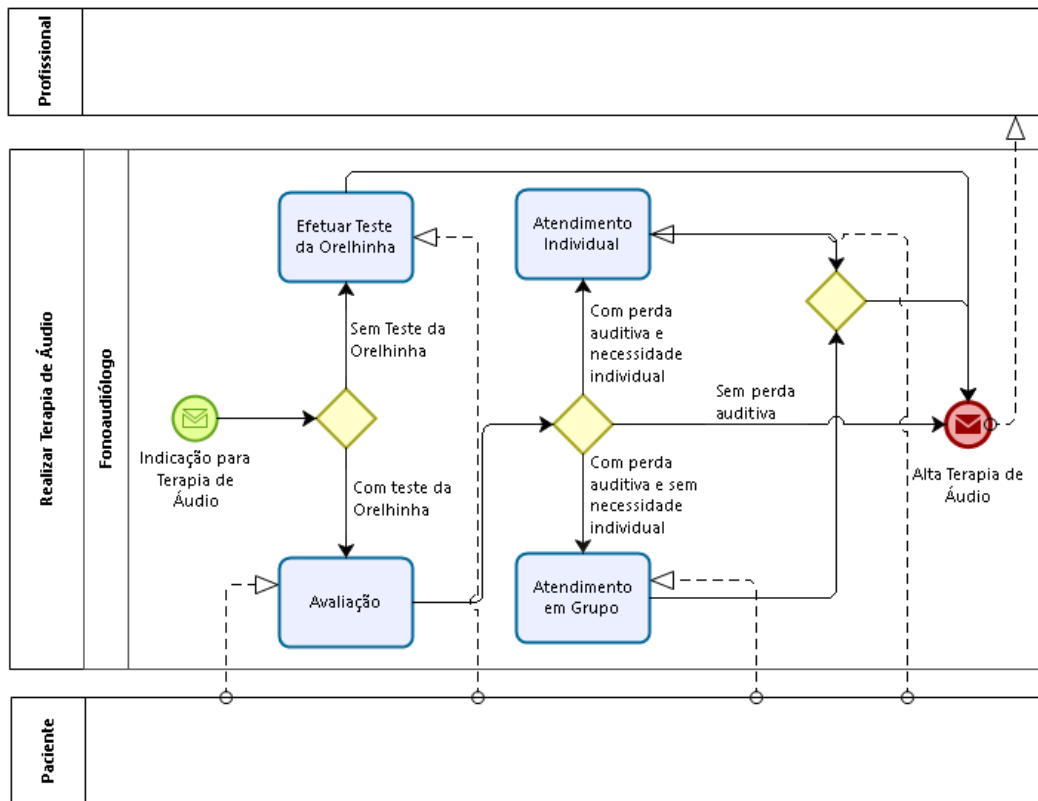 Profissional
Realizar Terapia de Áudio
Fonoaudiólogo
Efetuar Teste
da Orelhinha
Atendimento
Individual
Sem Teste da
Orelhinha
Com perda
auditiva e
necessidade
individual
Sem perda
auditiva
Indicação para
Terapia de
Áudio
Com teste da
Orelhinha
Com perda
auditiva e sem
necessidade
individual
Alta Terapia de
Áudio
Avaliação
Atendimento
em Grupo
Paciente